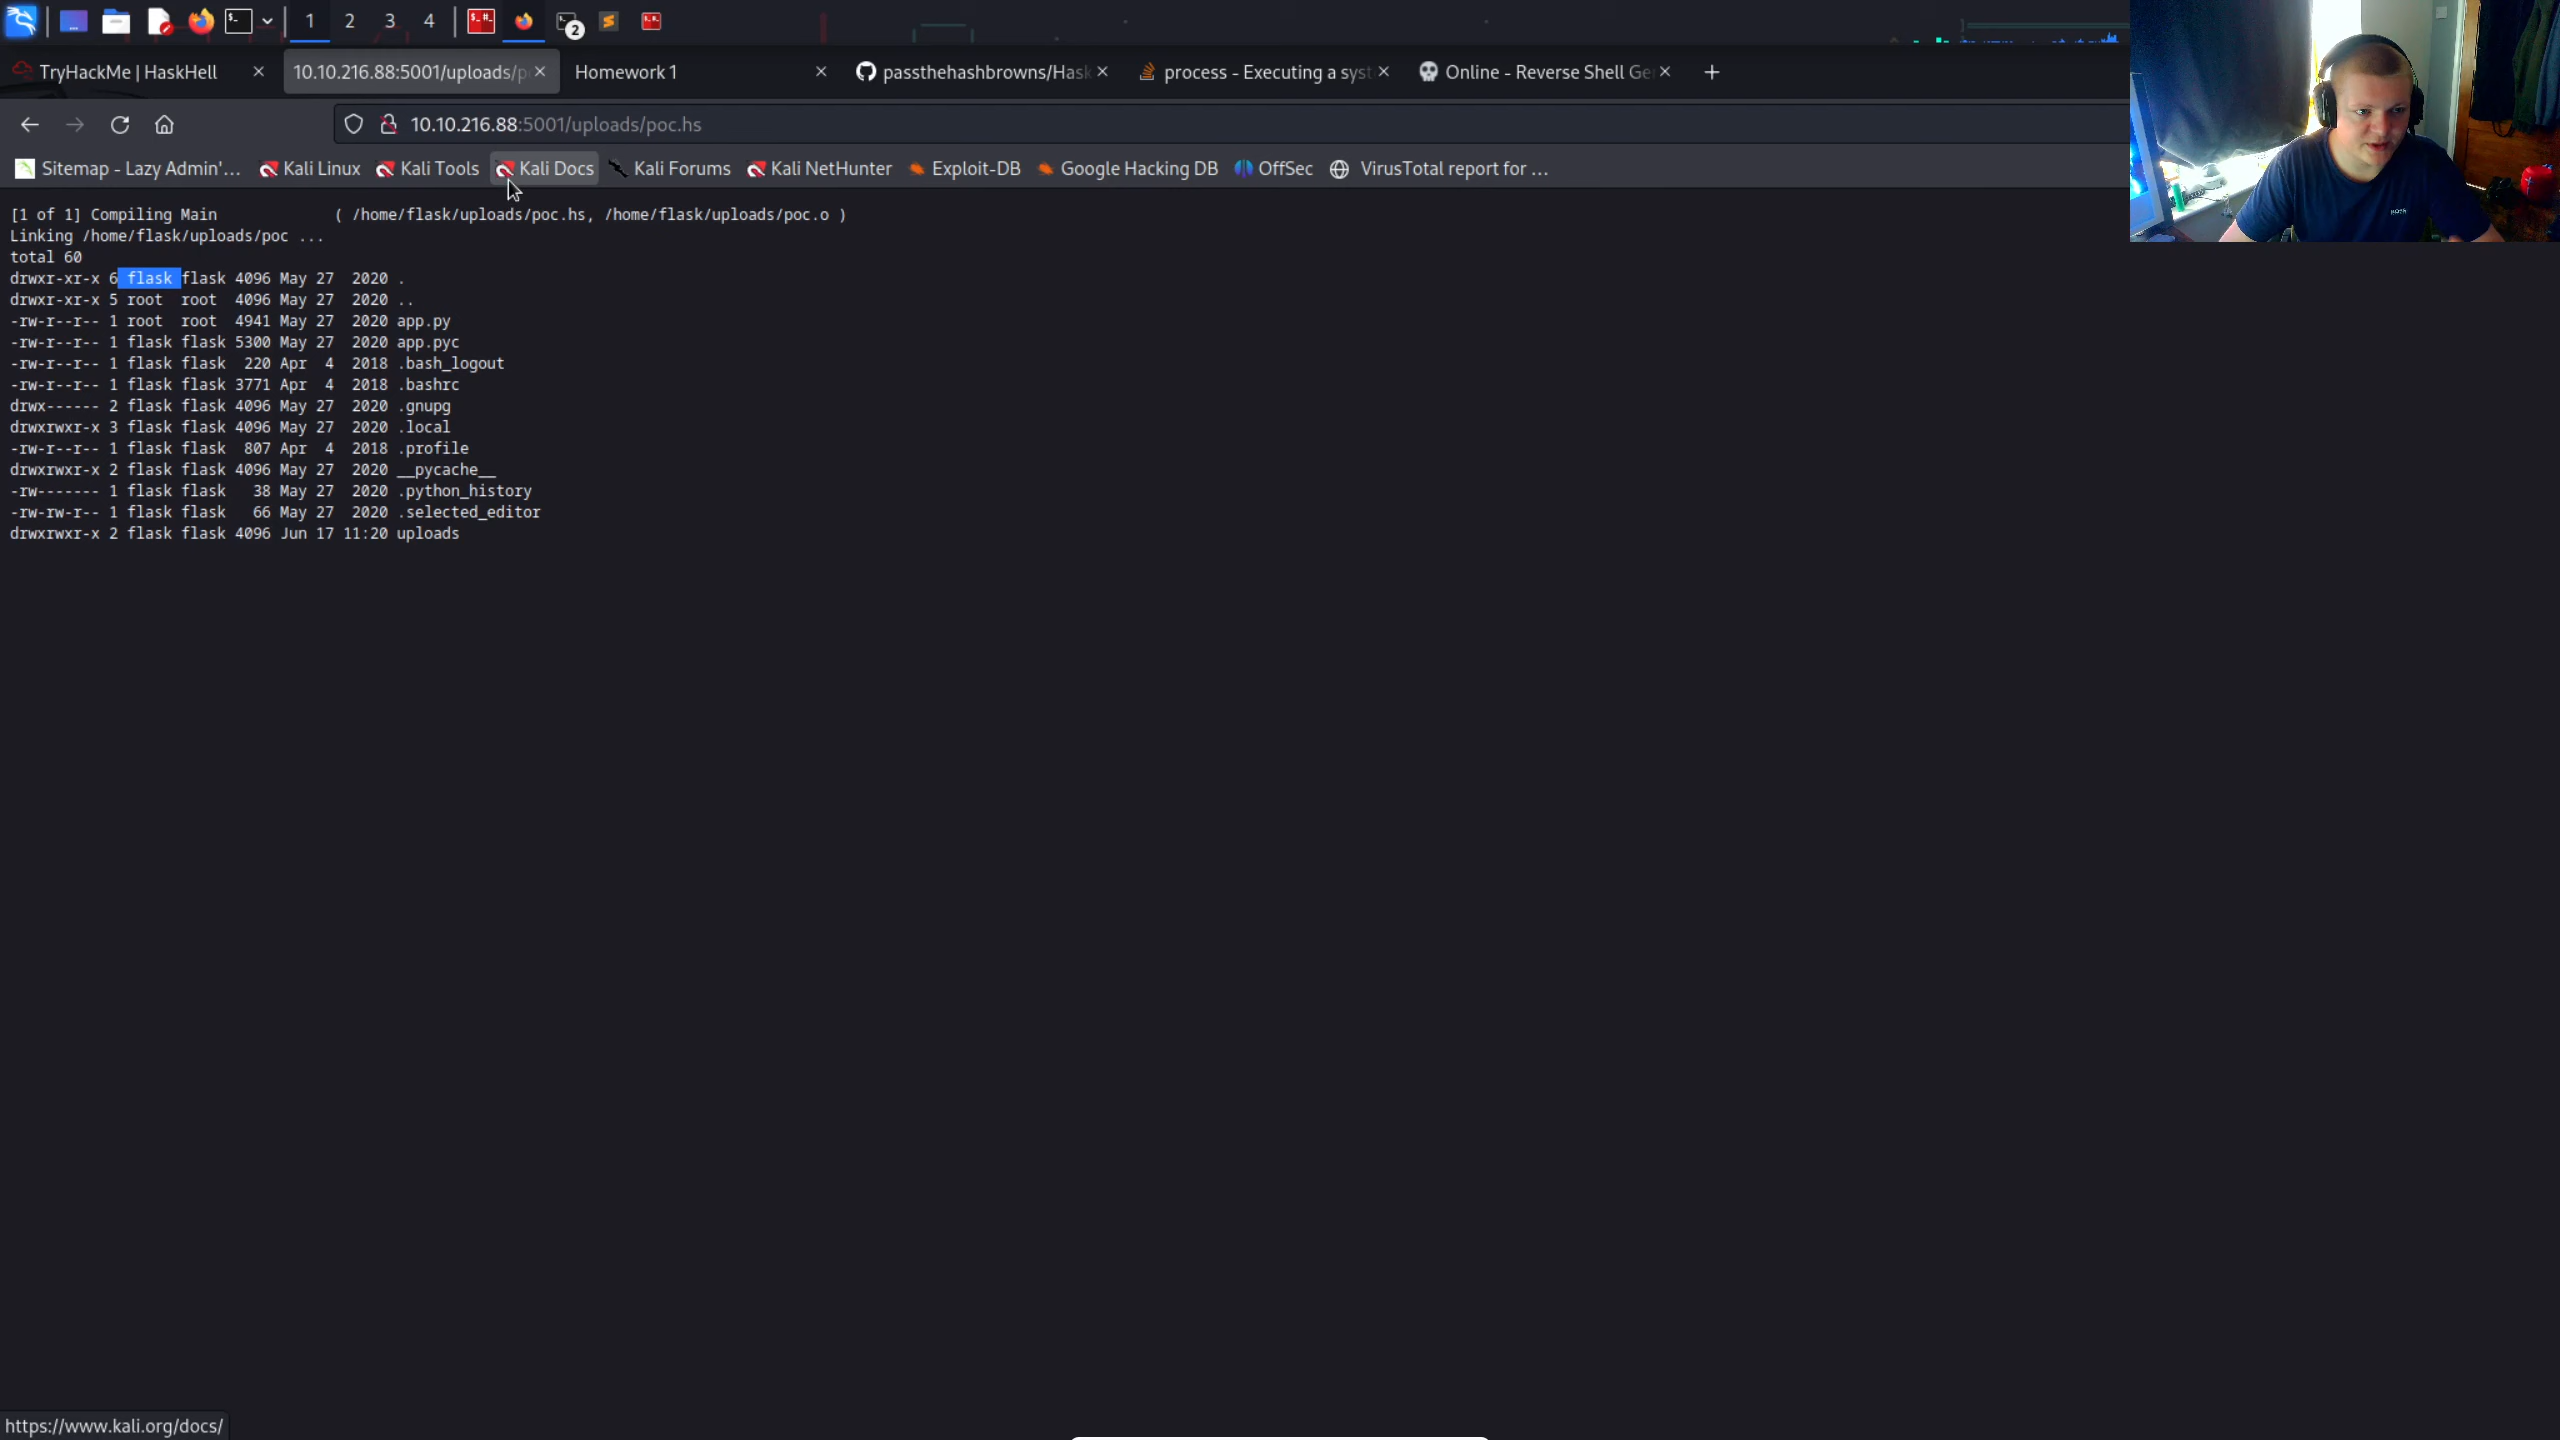 1 2 3 4 2
TryHackMe | HaskHell
10.10.216.88:5001/uploads/p
Homework 1
passthehashbrowns/Hask
process - Executing a syst
Online - Reverse Shell Ge
10.10.216.88:5001/uploads/poc.hs
Sitemap - Lazy Admin'... Kali Linux Kali Tools Kali Docs Kali Forums Kali NetHunter Exploit-DB Google Hacking DB OffSec VirusTotal report for ...
[1 of 1] Compiling Main             ( /home/flask/uploads/poc.hs, /home/flask/uploads/poc.o )
Linking /home/flask/uploads/poc ...
total 60
drwxr-xr-x 6 flask flask 4096 May 27  2020 .
drwxr-xr-x 5 root  root  4096 May 27  2020 ..
-rw-r--r-- 1 root  root  4941 May 27  2020 app.py
-rw-r--r-- 1 flask flask 5300 May 27  2020 app.pyc
-rw-r--r-- 1 flask flask  220 Apr  4  2018 .bash_logout
-rw-r--r-- 1 flask flask 3771 Apr  4  2018 .bashrc
drwx------ 2 flask flask 4096 May 27  2020 .gnupg
drwxrwxr-x 3 flask flask 4096 May 27  2020 .local
-rw-r--r-- 1 flask flask  807 Apr  4  2018 .profile
drwxrwxr-x 2 flask flask 4096 May 27  2020 __pycache__
-rw------- 1 flask flask   38 May 27  2020 .python_history
-rw-rw-r-- 1 flask flask   66 May 27  2020 .selected_editor
drwxrwxr-x 2 flask flask 4096 Jun 17 11:20 uploads
https://www.kali.org/docs/